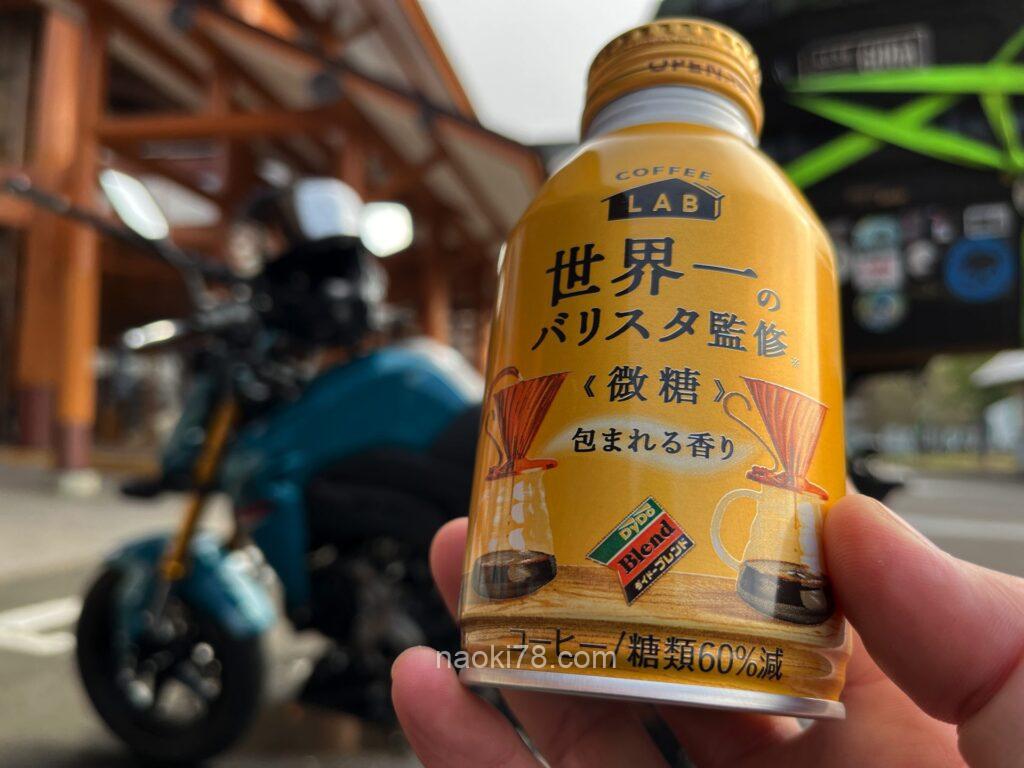 OPEN
COFFEE
LAB
世界一の
バリスタ監修※
《微糖》
包まれる香り
DyDo
Blend
ダイドーブレンド
コーヒー/糖類60%減
naoki78.com